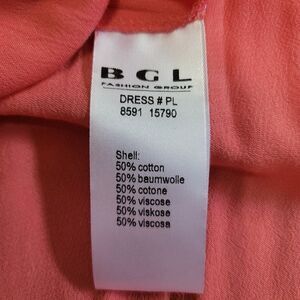 BGL
FASHION GROUP
DRESS # PL
8591 15790
Shell:
50% cotton
50% baumwolle
50% cotone
50% viscose
50% viskose
50% viscosa